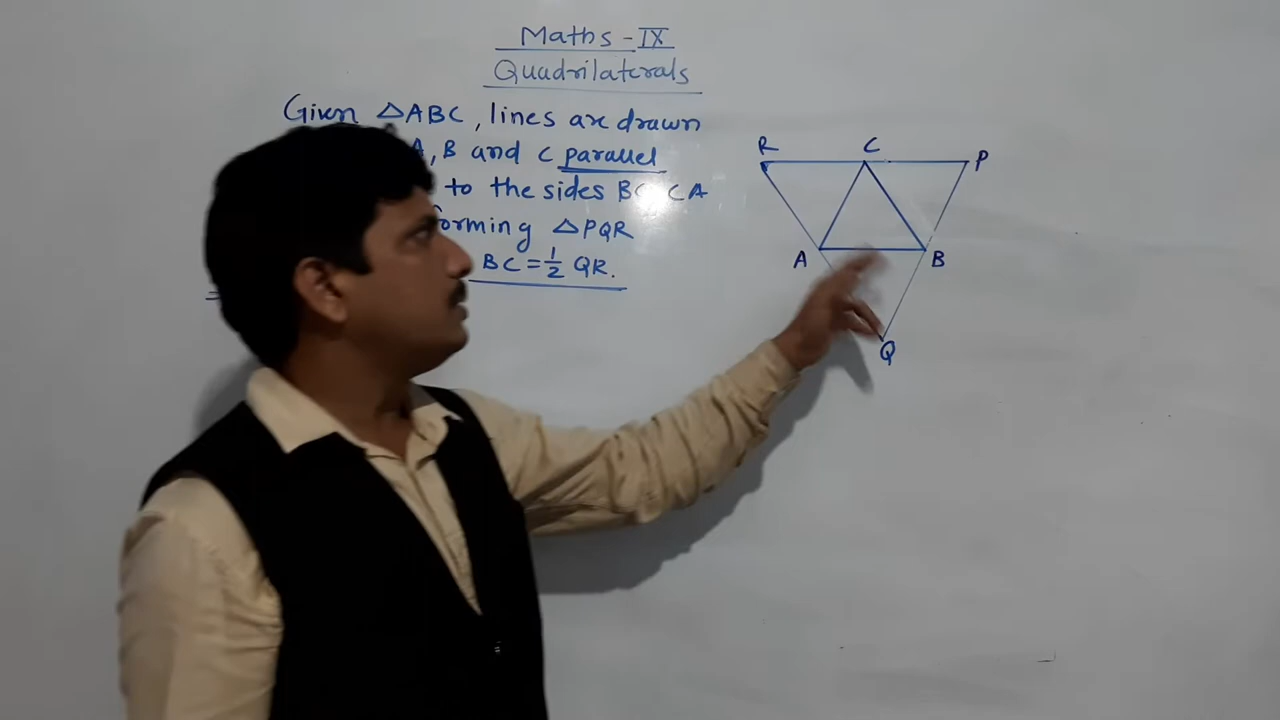 Maths - IX
Quadrilaterals
Given △ABC, lines are drawn
A, B and C parallel
to the sides BC CA
forming △PQR
BC = 1/2 QR.
R C P
A B
Q